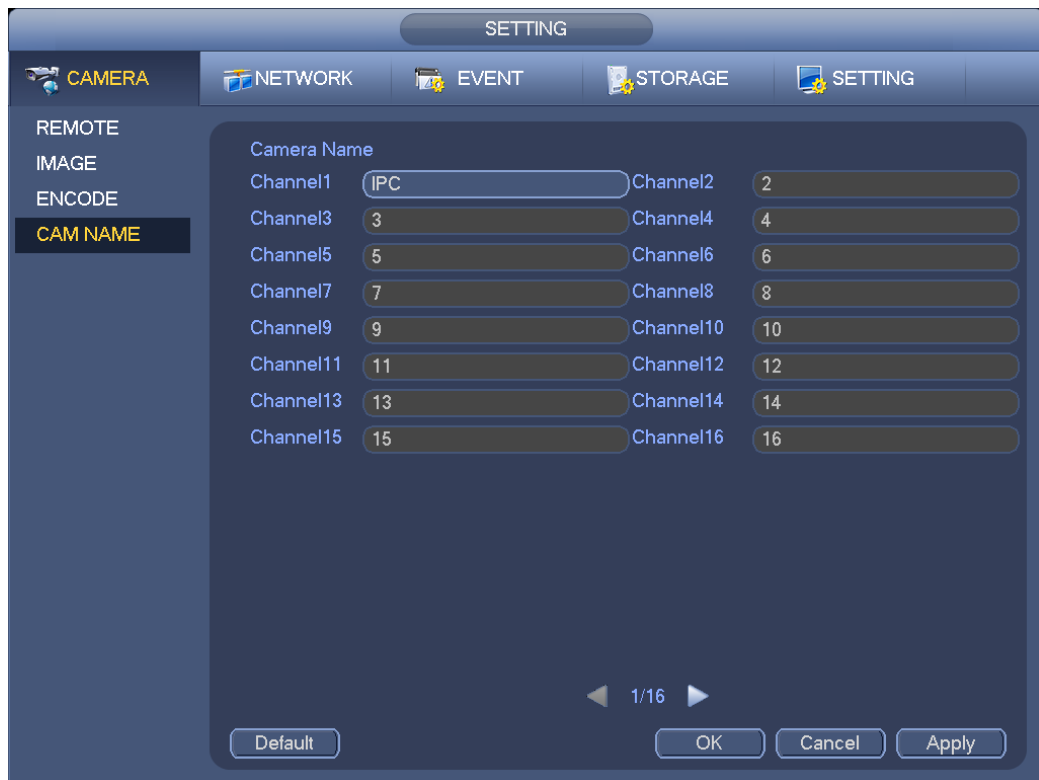 SETTING
CAMERA NETWORK EVENT STORAGE SETTING
REMOTE
IMAGE
ENCODE
CAM NAME
Camera Name
Channel1 IPC Channel2 2
Channel3 3 Channel4 4
Channel5 5 Channel6 6
Channel7 7 Channel8 8
Channel9 9 Channel10 10
Channel11 11 Channel12 12
Channel13 13 Channel14 14
Channel15 15 Channel16 16
1/16
Default OK Cancel Apply